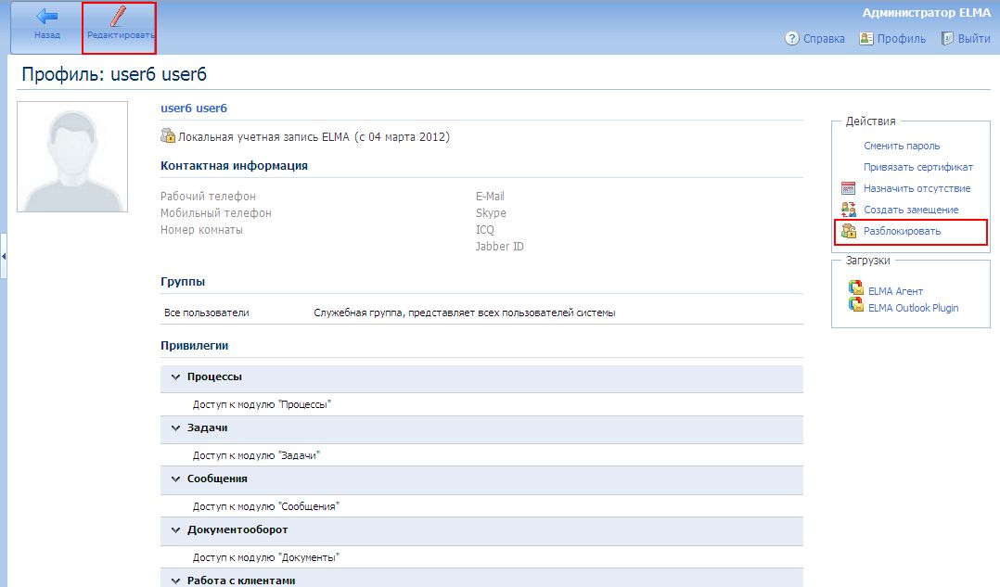 Администратор ELMA
Назад
Редактировать
Справка
Профиль
Выйти
Профиль: user6 user6
user6 user6
Локальная учетная запись ELMA (с 04 марта 2012)
Контактная информация
Рабочий телефон
E-Mail
Мобильный телефон
Skype
Номер комнаты
ICQ
Jabber ID
Группы
Все пользователи
Служебная группа, представляет всех пользователей системы
Привилегии
Процессы
Доступ к модулю "Процессы"
Задачи
Доступ к модулю "Задачи"
Сообщения
Доступ к модулю "Сообщения"
Документооборот
Доступ к модулю "Документы"
Работа с клиентами
Действия
Сменить пароль
Привязать сертификат
Назначить отсутствие
Создать замещение
Разблокировать
Загрузки
ELMA Агент
ELMA Outlook Plugin